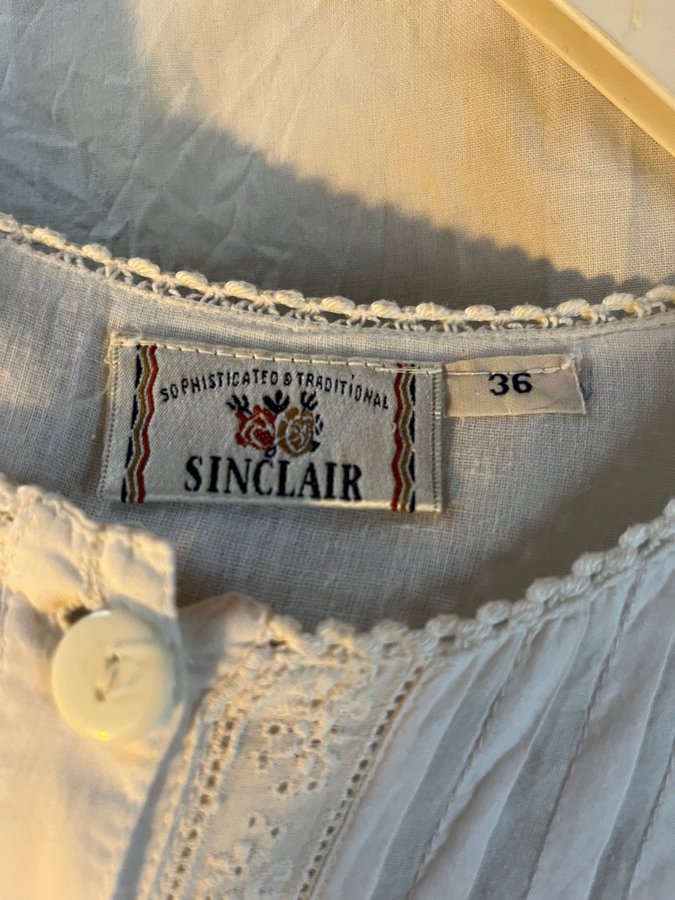 SOPHISTICATED & TRADITIONAL
SINCLAIR
36